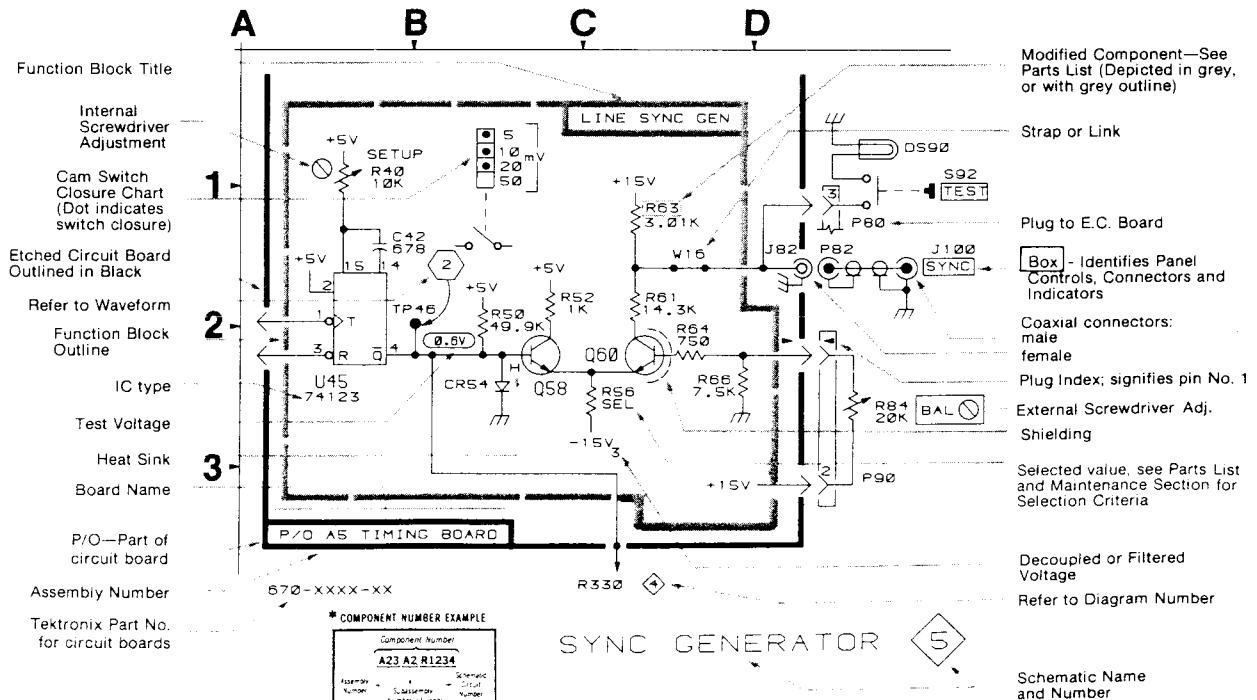 A B C D
Function Block Title
Internal
Screwdriver
Adjustment
Cam Switch
Closure Chart
(Dot indicates
switch closure)
Etched Circuit Board
Outlined in Black
Refer to Waveform
Function Block
Outline
IC type
Test Voltage
Heat Sink
Board Name
P/O—Part of
circuit board
Assembly Number
Tektronix Part No.
for circuit boards
1
2
3
LINE SYNC GEN
+5V
SETUP
R40
10K
5
10
20
50
mV
C42
678
+5V
15 14
2
1
T
3
R
Q̅
4
U45
74123
2
TP46
0.6V
+5V
R50
49.9K
CR54
H
+5V
R52
1K
Q58
+15V
R63
3.01K
W16
R61
14.3K
Q60
R64
750
R56
SEL
-15V
3
R66
7.5K
+15V
P/O A5 TIMING BOARD
670-XXXX-XX
R330
4
DS90
S92
TEST
3
P80
J82
P82
J100
SYNC
1
R84
20K
BAL
2
P90
Modified Component—See
Parts List (Depicted in grey,
or with grey outline)
Strap or Link
Plug to E.C. Board
Box - Identifies Panel
Controls, Connectors and
Indicators
Coaxial connectors:
male
female
Plug Index; signifies pin No. 1
External Screwdriver Adj.
Shielding
Selected value, see Parts List
and Maintenance Section for
Selection Criteria
Decoupled or Filtered
Voltage
Refer to Diagram Number
Schematic Name
and Number
* COMPONENT NUMBER EXAMPLE
Component Number
A23 A2 R1234
Assembly
Number
Subassembly
Schematic
Circuit
Number
SYNC GENERATOR
5